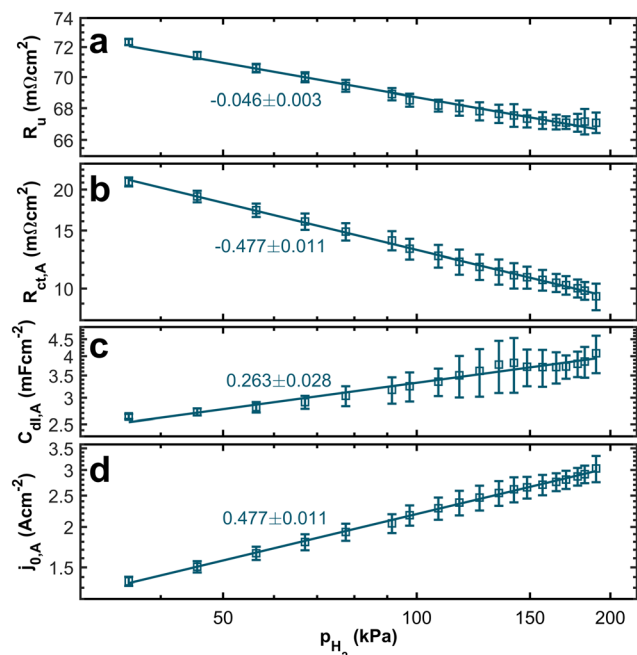 a
74
72
70
68
66
R_u (mΩcm²)
-0.046±0.003
b
20
15
10
R_ct,A (mΩcm²)
-0.477±0.011
c
4.5
4
3.5
3
2.5
C_dl,A (mFcm⁻²)
0.263±0.028
d
3.5
3
2.5
2
1.5
j_0,A (Acm⁻²)
0.477±0.011
50
100
150
200
p_H₂ (kPa)